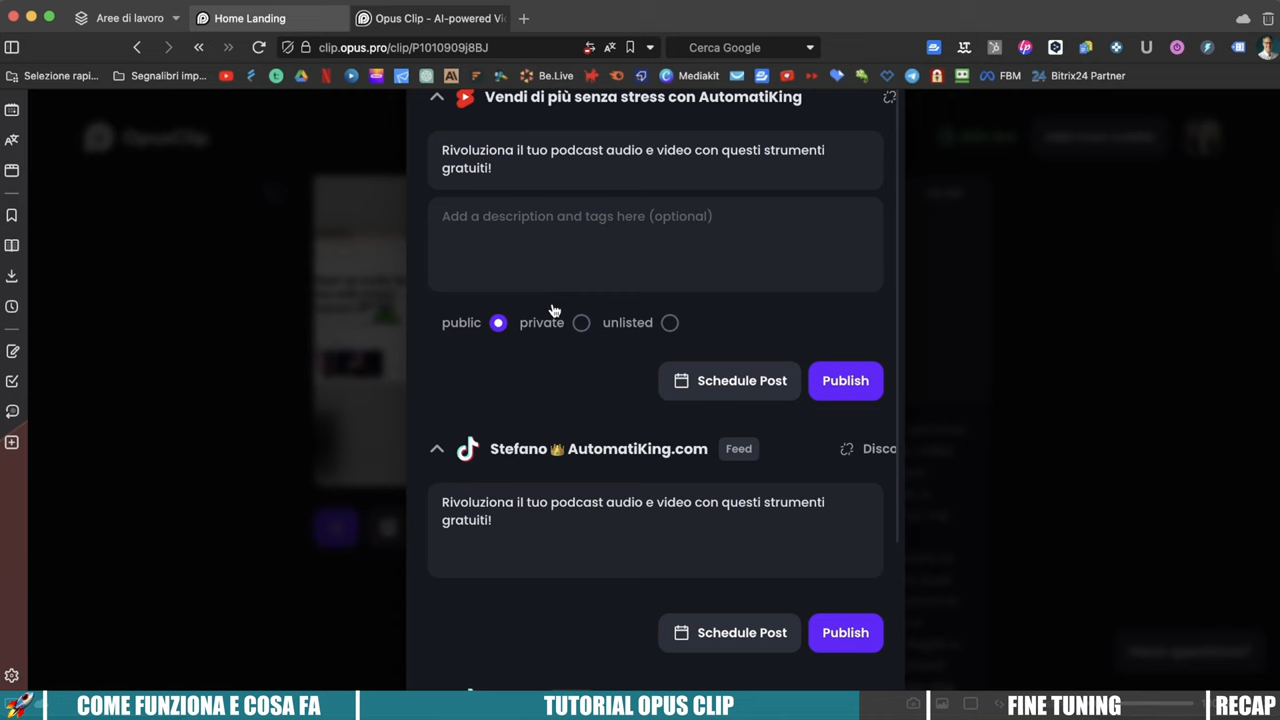 Aree di lavoro
Home Landing
Opus Clip - AI-powered Vi
clip.opus.pro/clip/P1010909j8BJ
Cerca Google
Selezione rapi...
Segnalibri imp...
Be.Live
Mediakit
FBM
Bitrix24 Partner
OpusClip
Vendi di più senza stress con AutomatiKing
Rivoluziona il tuo podcast audio e video con questi strumenti
gratuiti!
Add a description and tags here (optional)
public
private
unlisted
Schedule Post
Publish
Stefano 👑 AutomatiKing.com
Feed
Disco
Rivoluziona il tuo podcast audio e video con questi strumenti
gratuiti!
Schedule Post
Publish
COME FUNZIONA E COSA FA
TUTORIAL OPUS CLIP
FINE TUNING
RECAP